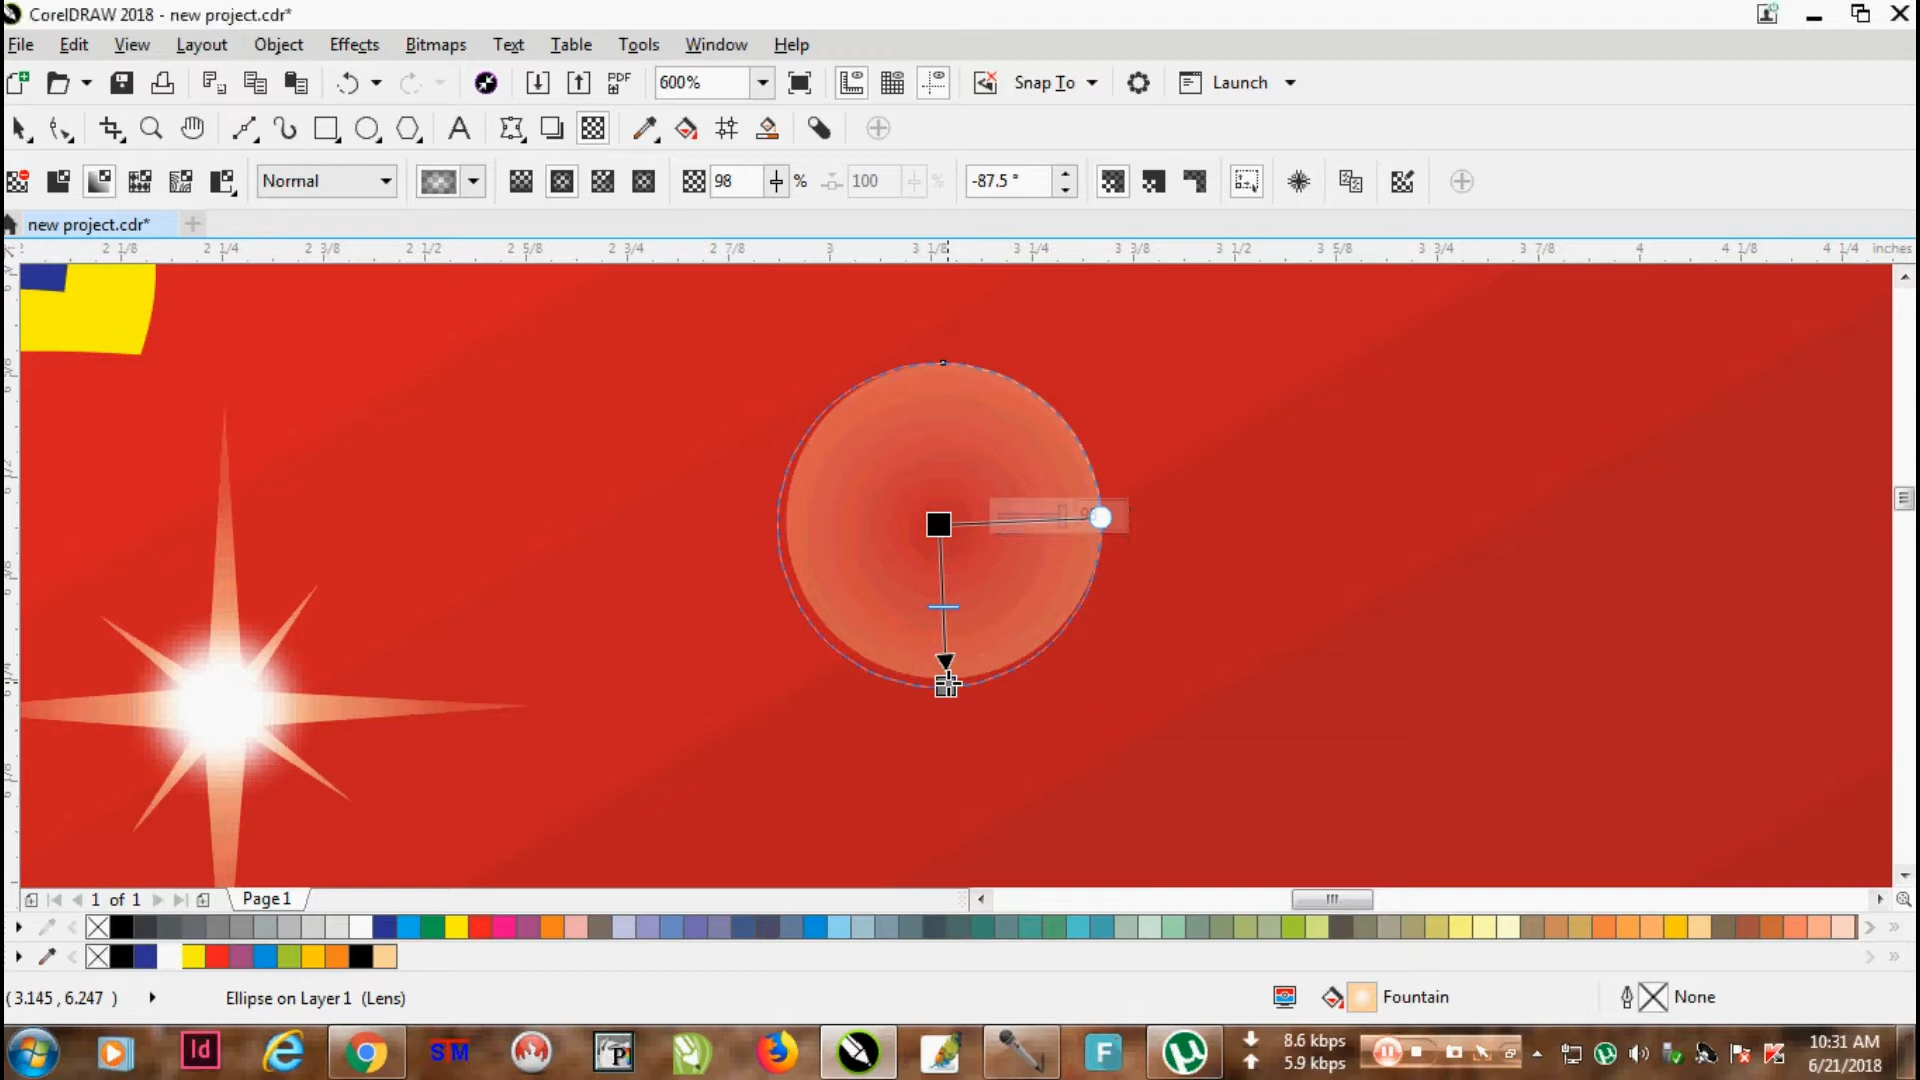 CorelDRAW 2018 - new project.cdr*
File Edit View Layout Object Effects Bitmaps Text Table Tools Window Help
PDF 600% Snap To Launch
A
Normal 98 % 100 % -87.5 °
new project.cdr*
2 1/8 2 1/4 2 3/8 2 1/2 2 5/8 2 3/4 2 7/8 3 3 1/8 3 1/4 3 3/8 3 1/2 3 5/8 3 3/4 3 7/8 4 4 1/8 4 1/4 inches
1 of 1 Page 1
(3.145 , 6.247 ) Ellipse on Layer 1 (Lens) Fountain None
Id SM P F 8.6 kbps 10:31 AM
5.9 kbps 6/21/2018